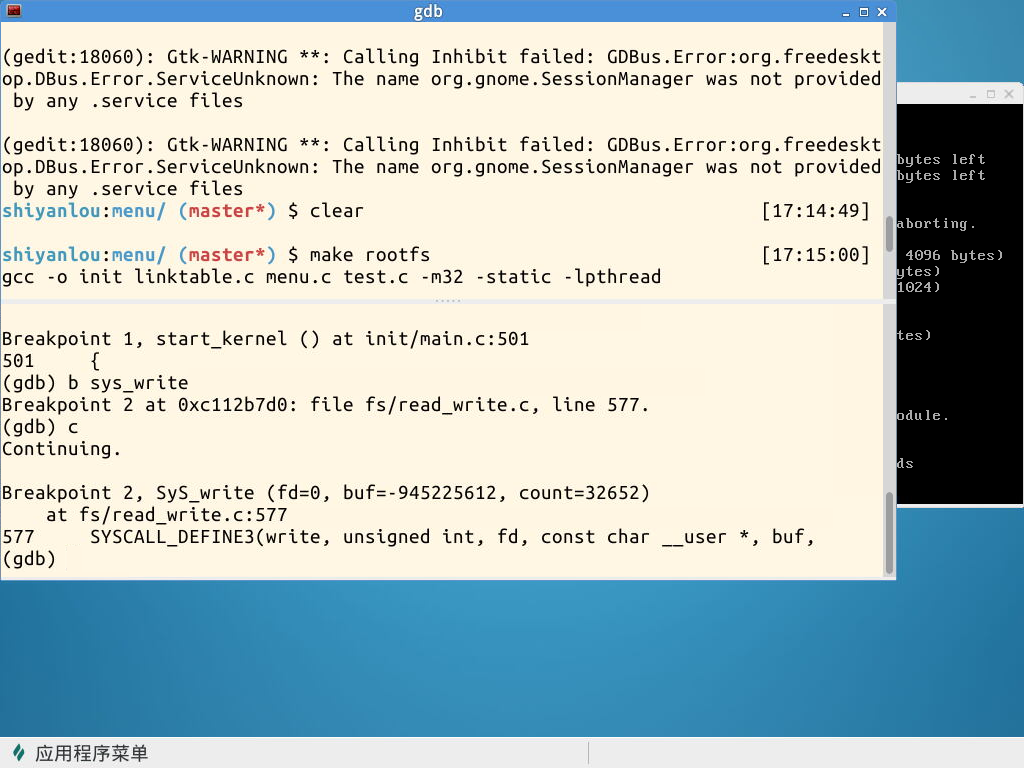 gdb
(gedit:18060): Gtk-WARNING **: Calling Inhibit failed: GDBus.Error:org.freedeskt
op.DBus.Error.ServiceUnknown: The name org.gnome.SessionManager was not provided
by any .service files
(gedit:18060): Gtk-WARNING **: Calling Inhibit failed: GDBus.Error:org.freedeskt
op.DBus.Error.ServiceUnknown: The name org.gnome.SessionManager was not provided
by any .service files
shiyanlou:menu/ (master*) $ clear [17:14:49]
shiyanlou:menu/ (master*) $ make rootfs [17:15:00]
gcc -o init linktable.c menu.c test.c -m32 -static -lpthread
Breakpoint 1, start_kernel () at init/main.c:501
501 {
(gdb) b sys_write
Breakpoint 2 at 0xc112b7d0: file fs/read_write.c, line 577.
(gdb) c
Continuing.
Breakpoint 2, SyS_write (fd=0, buf=-945225612, count=32652)
at fs/read_write.c:577
577 SYSCALL_DEFINE3(write, unsigned int, fd, const char __user *, buf,
(gdb)
bytes left
bytes left
aborting.
4096 bytes)
ytes)
1024)
tes)
odule.
ds
应用程序菜单